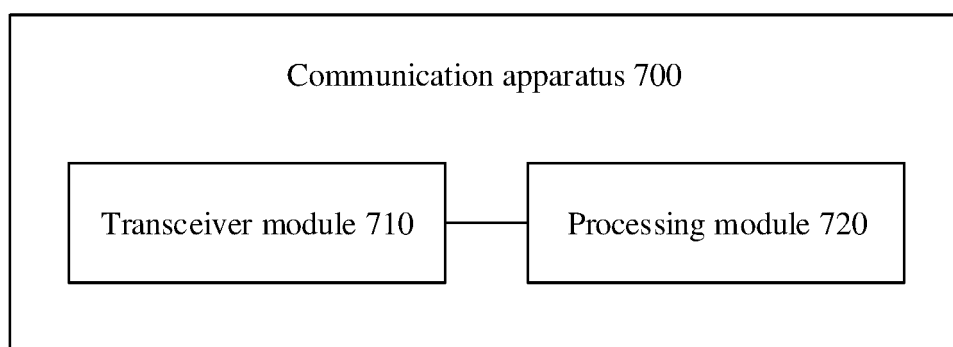 Communication apparatus 700
Transceiver module 710
Processing module 720